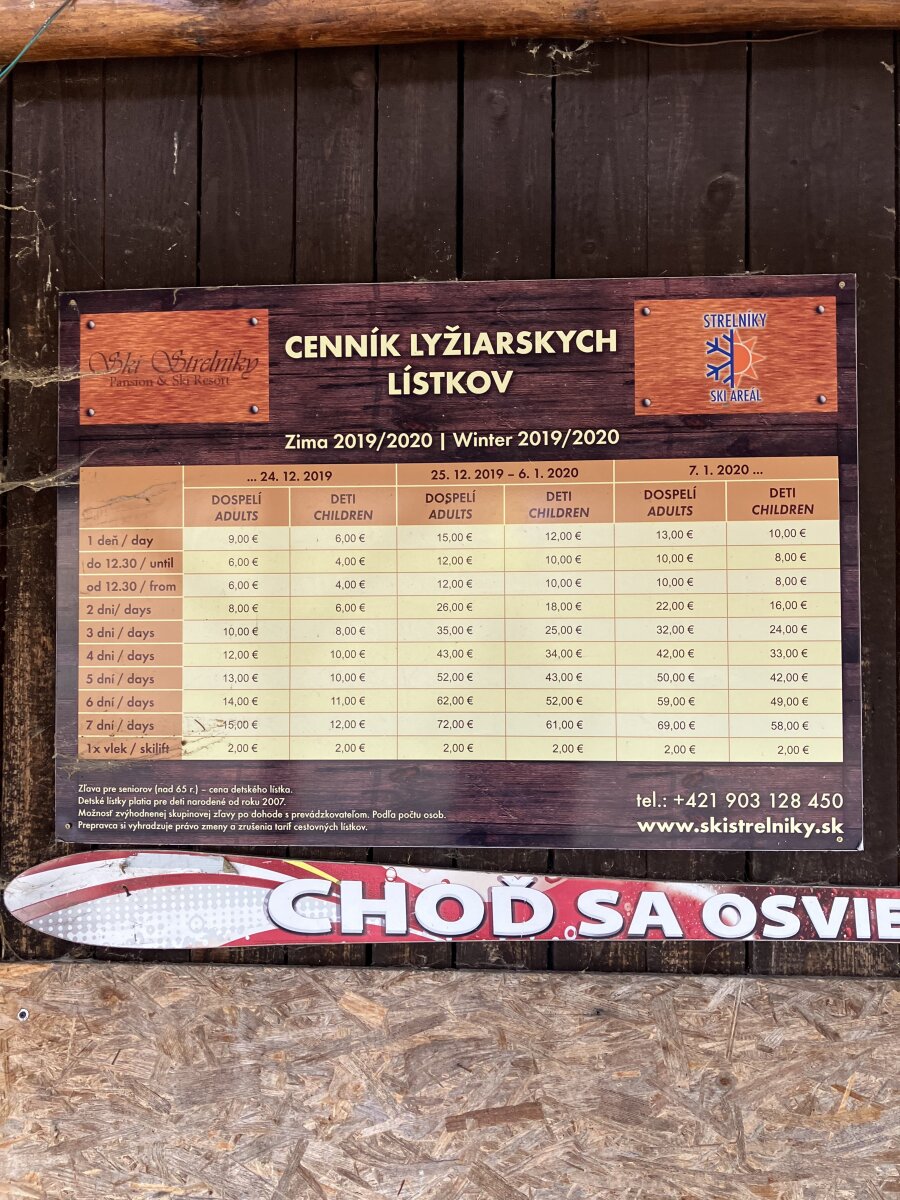 Ski Strelníky
Pansion & Ski Resort
CENNÍK LYŽIARSKYCH
LÍSTKOV
STRELNÍKY
SKI AREÁL
Zima 2019/2020 | Winter 2019/2020
... 24. 12. 2019 25. 12. 2019 – 6. 1. 2020 7. 1. 2020 ...
DOSPELÍ DETI DOSPELÍ DETI DOSPELÍ DETI
ADULTS CHILDREN ADULTS CHILDREN ADULTS CHILDREN
1 deň / day 9,00 € 6,00 € 15,00 € 12,00 € 13,00 € 10,00 €
do 12.30 / until 6,00 € 4,00 € 12,00 € 10,00 € 10,00 € 8,00 €
od 12.30 / from 6,00 € 4,00 € 12,00 € 10,00 € 10,00 € 8,00 €
2 dni/ days 8,00 € 6,00 € 26,00 € 18,00 € 22,00 € 16,00 €
3 dni / days 10,00 € 8,00 € 35,00 € 25,00 € 32,00 € 24,00 €
4 dni / days 12,00 € 10,00 € 43,00 € 34,00 € 42,00 € 33,00 €
5 dní / days 13,00 € 10,00 € 52,00 € 43,00 € 50,00 € 42,00 €
6 dní / days 14,00 € 11,00 € 62,00 € 52,00 € 59,00 € 49,00 €
7 dní / days 15,00 € 12,00 € 72,00 € 61,00 € 69,00 € 58,00 €
1x vlek / skilift 2,00 € 2,00 € 2,00 € 2,00 € 2,00 € 2,00 €
Zľava pre seniorov (nad 65 r.) – cena detského lístka.
Detské lístky platia pre deti narodené od roku 2007.
Možnosť zvýhodnenej skupinovej zľavy po dohode s prevádzkovateľom. Podľa počtu osob.
Prepravca si vyhradzuje právo zmeny a zrušenia taríf cestovných lístkov.
tel.: +421 903 128 450
www.skistrelniky.sk
CHOĎ SA OSVIE